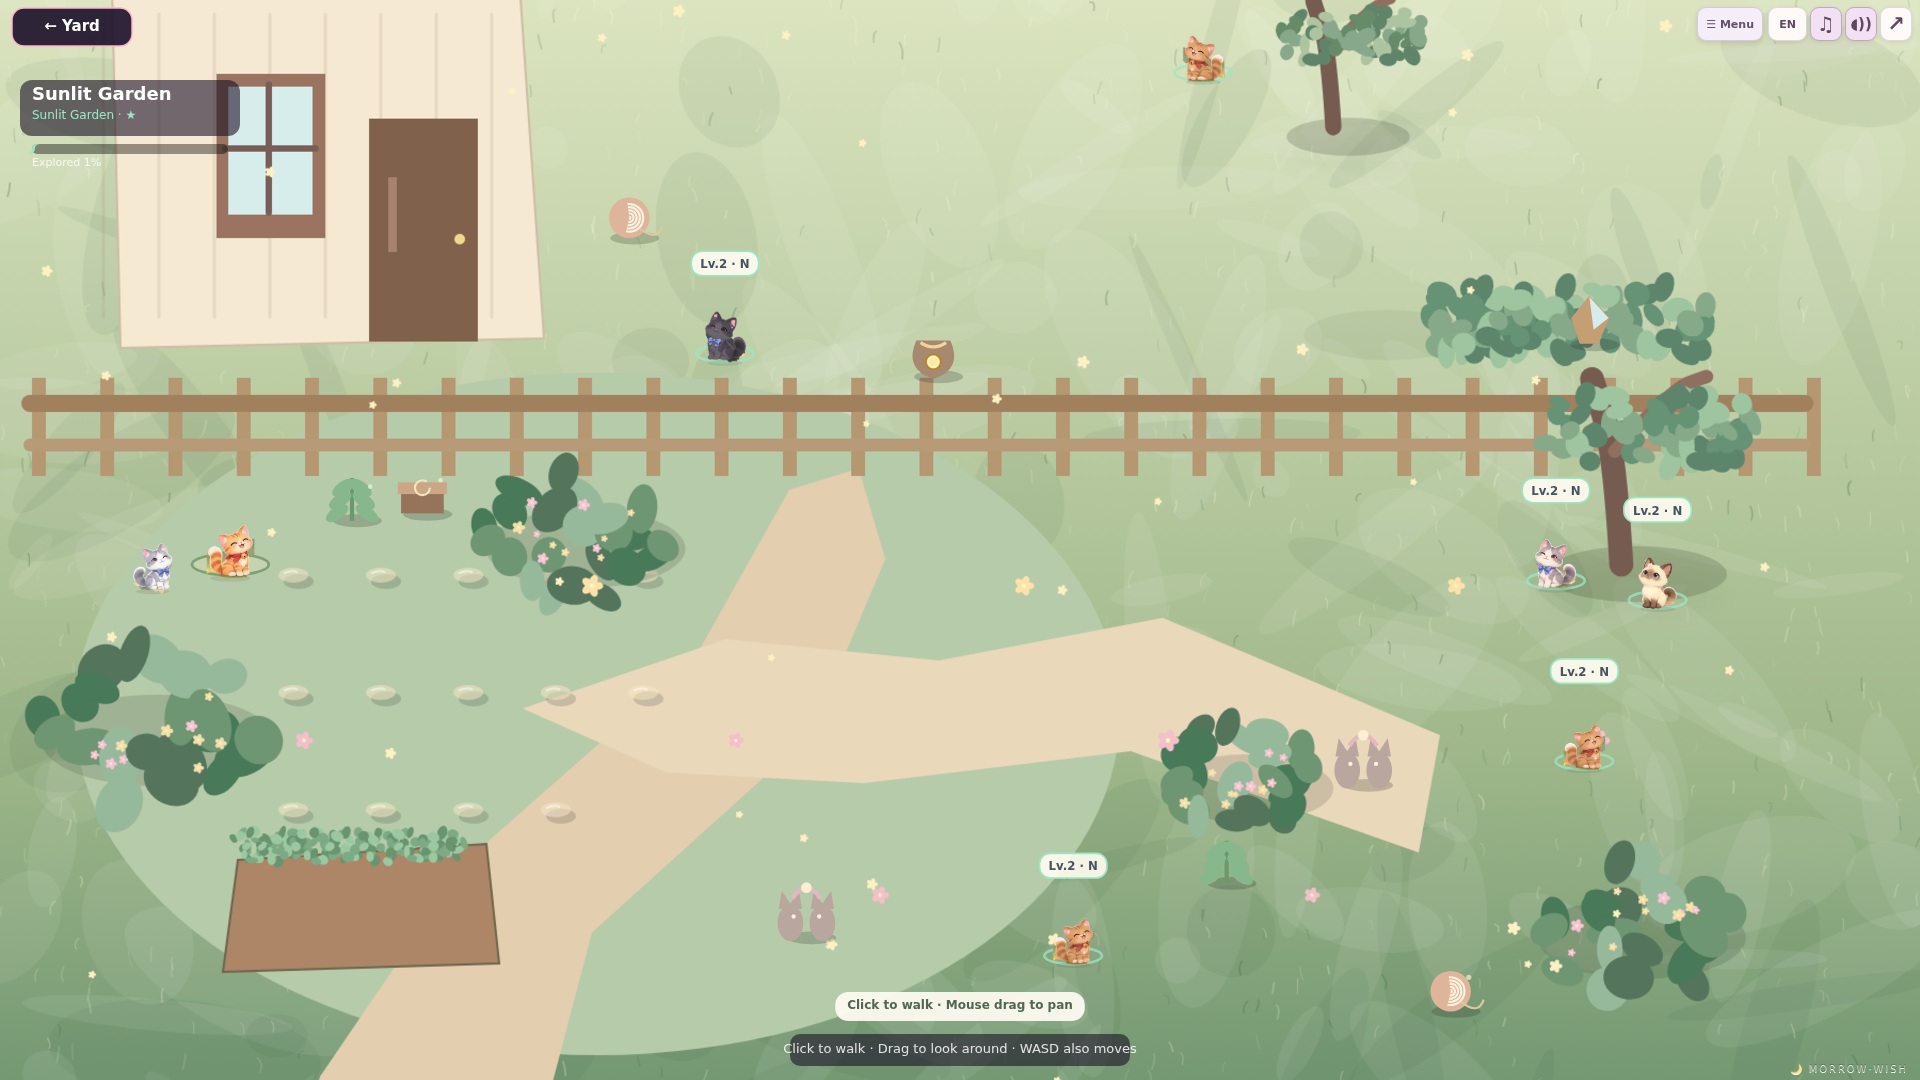 ← Yard
☰ Menu
EN
Sunlit Garden
Sunlit Garden · ★
Explored 1%
Lv.2 · N
Lv.2 · N
Lv.2 · N
Lv.2 · N
Lv.2 · N
Click to walk · Mouse drag to pan
Click to walk · Drag to look around · WASD also moves
MORROW-WISH